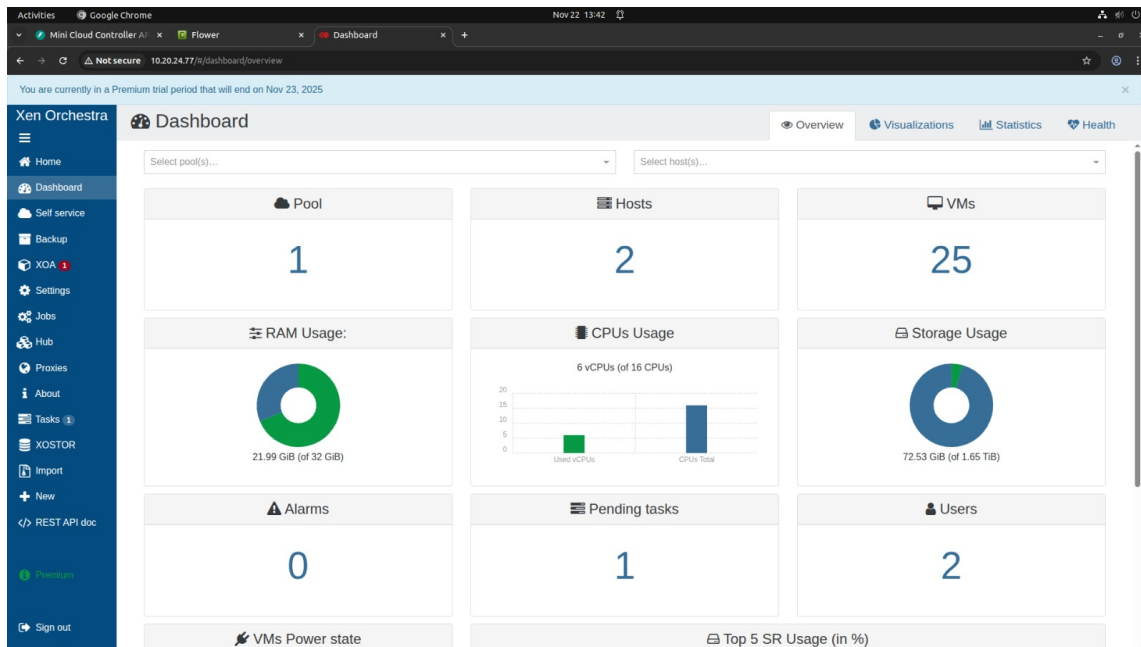 Activities Google Chrome Nov 22 13:42
Mini Cloud Controller AP × Flower × Dashboard × +
Not secure 10.20.24.77/#/dashboard/overview
You are currently in a Premium trial period that will end on Nov 23, 2025 ×
Xen Orchestra
Dashboard
Overview Visualizations Statistics Health
Home
Dashboard
Self service
Backup
XOA 1
Settings
Jobs
Hub
Proxies
About
Tasks 1
XOSTOR
Import
New
</> REST API doc
Premium
Sign out
Select pool(s)... Select host(s)...
Pool
1
Hosts
2
VMs
25
RAM Usage:
21.99 GiB (of 32 GiB)
CPUs Usage
6 vCPUs (of 16 CPUs)
20
15
10
5
0
Used vCPUs CPUs Total
Storage Usage
72.53 GiB (of 1.65 TiB)
Alarms
0
Pending tasks
1
Users
2
VMs Power state
Top 5 SR Usage (in %)